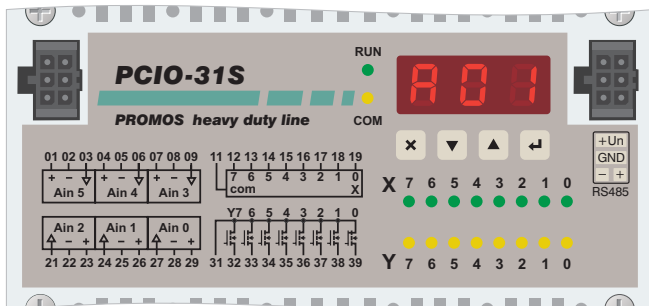 RUN
PCIO-31S
A01
COM
PROMOS heavy duty line
+Un
GND
− +
RS485
01 02 03 04 05 06 07 08 09 11 12 13 14 15 16 17 18 19
+ − + − + − 7 6 5 4 3 2 1 0
Ain 5 Ain 4 Ain 3 com X
X 7 6 5 4 3 2 1 0
Y7 6 5 4 3 2 1 0
Ain 2 Ain 1 Ain 0
− + − + − +
21 22 23 24 25 26 27 28 29 31 32 33 34 35 36 37 38 39
Y 7 6 5 4 3 2 1 0